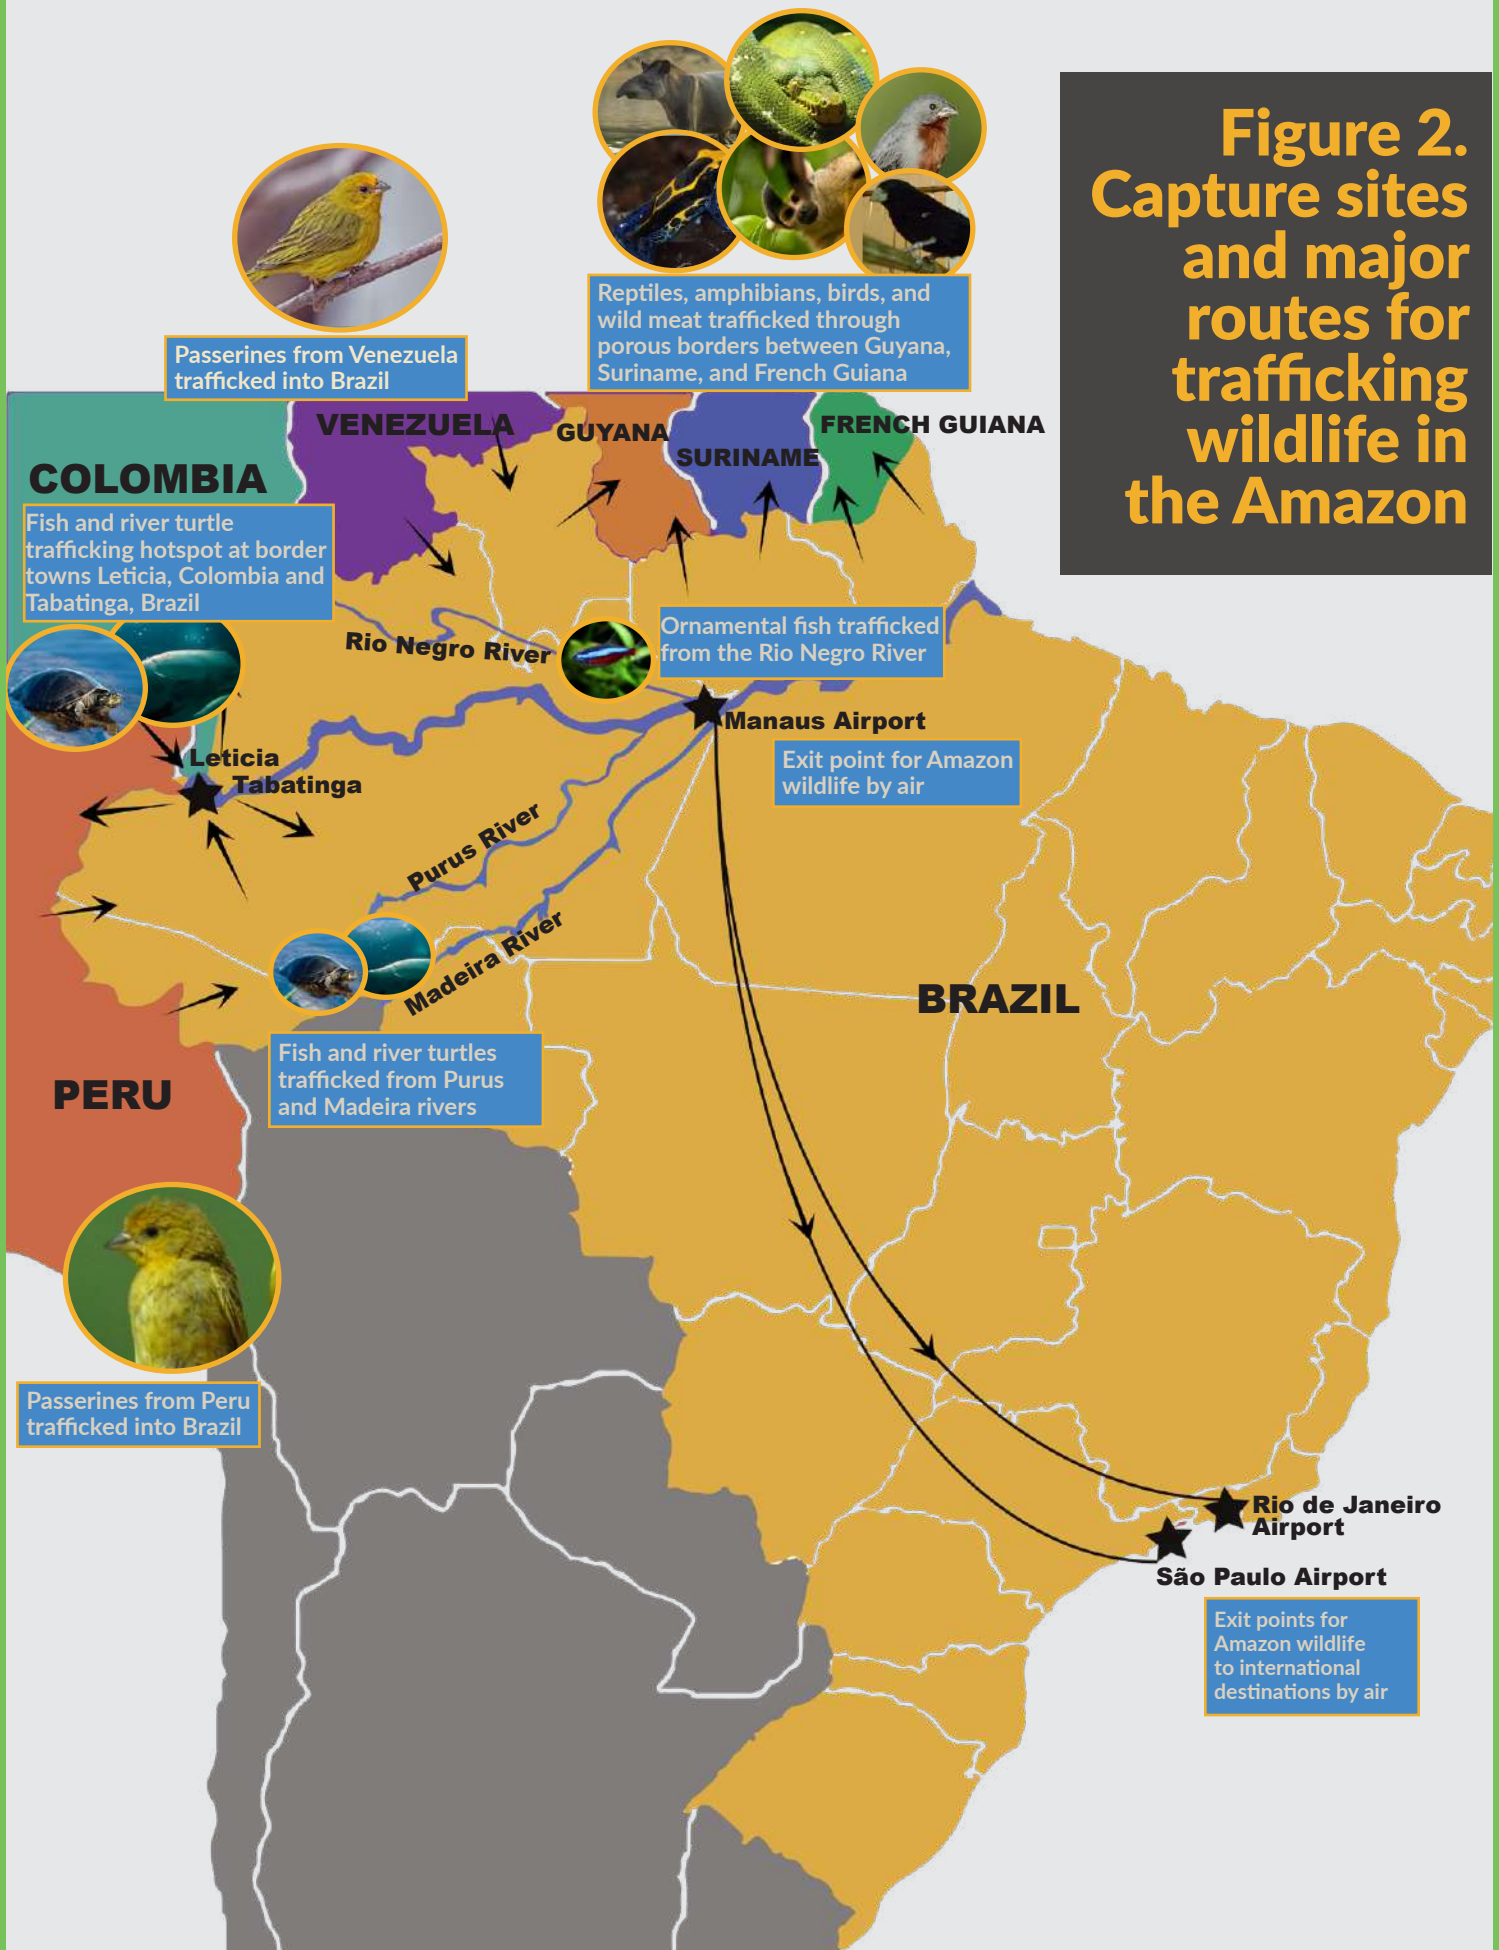 Figure 2.
Capture sites
and major
routes for
trafficking
wildlife in
the Amazon
Passerines from Venezuela
trafficked into Brazil
Reptiles, amphibians, birds, and
wild meat trafficked through
porous borders between Guyana,
Suriname, and French Guiana
VENEZUELA
GUYANA
SURINAME
FRENCH GUIANA
COLOMBIA
Fish and river turtle
trafficking hotspot at border
towns Leticia, Colombia and
Tabatinga, Brazil
Rio Negro River
Ornamental fish trafficked
from the Rio Negro River
Manaus Airport
Exit point for Amazon
wildlife by air
Leticia
Tabatinga
Purus River
Madeira River
BRAZIL
Fish and river turtles
trafficked from Purus
and Madeira rivers
PERU
Passerines from Peru
trafficked into Brazil
Rio de Janeiro
Airport
São Paulo Airport
Exit points for
Amazon wildlife
to international
destinations by air